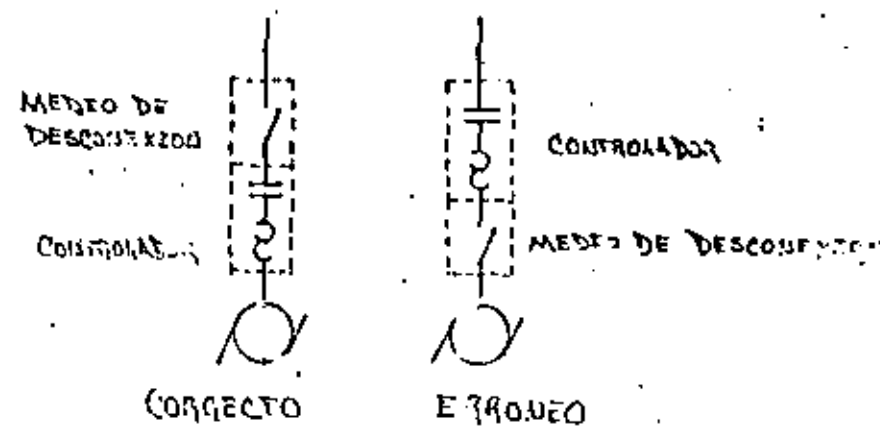 MEDIO DE
DESCONEXION
CONTROLADOR
CORRECTO
CONTROLADOR
MEDIO DE DESCONEXION
ERRONEO